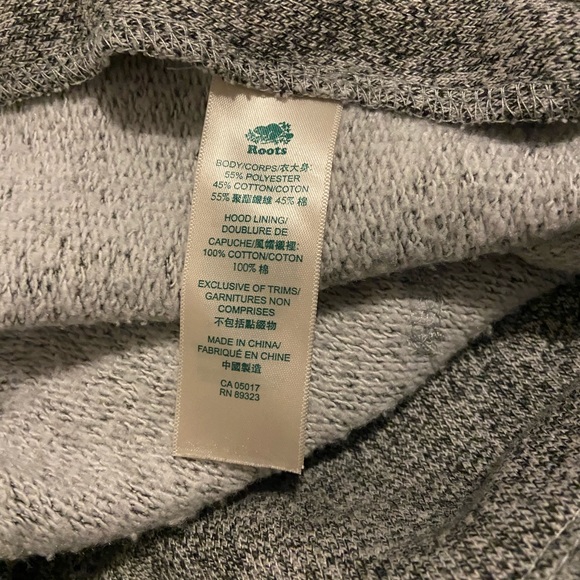 Roots
BODY/CORPS/衣大身:
55% POLYESTER
45% COTTON/COTON
55% 聚酯纖維 45% 棉
HOOD LINING/
DOUBLURE DE
CAPUCHE/風帽襯裡:
100% COTTON/COTON
100% 棉
EXCLUSIVE OF TRIMS/
GARNITURES NON
COMPRISES
不包括點綴物
MADE IN CHINA/
FABRIQUÉ EN CHINE
中國製造
CA 05017
RN 89323